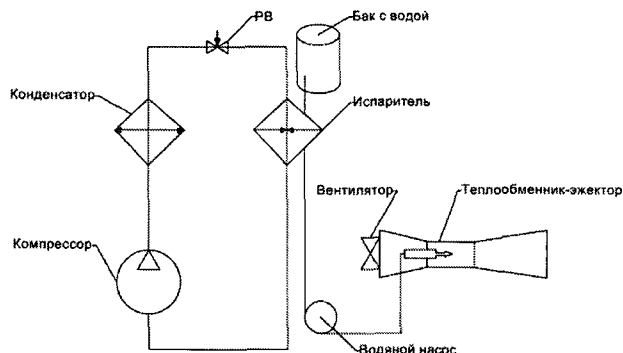 РВ
Бак с водой
Конденсатор
Испаритель
Вентилятор
Теплообменник-эжектор
Компрессор
Водяной насос